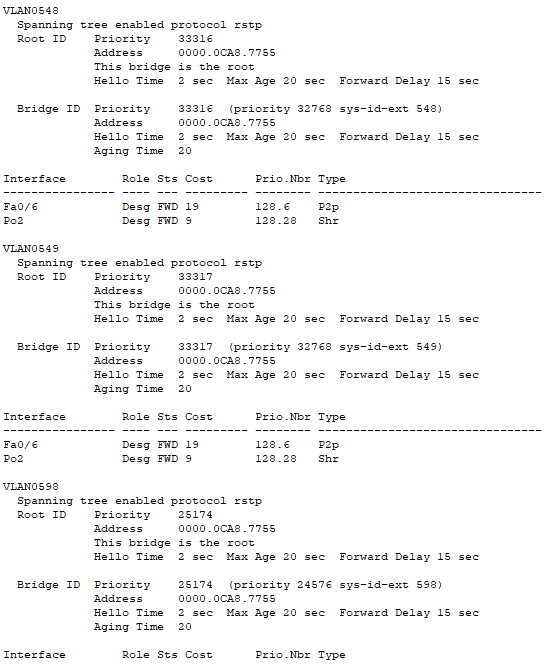 VLAN0548
  Spanning tree enabled protocol rstp
  Root ID    Priority    33316
             Address     0000.0CA8.7755
             This bridge is the root
             Hello Time  2 sec  Max Age 20 sec  Forward Delay 15 sec

  Bridge ID  Priority    33316  (priority 32768 sys-id-ext 548)
             Address     0000.0CA8.7755
             Hello Time  2 sec  Max Age 20 sec  Forward Delay 15 sec
             Aging Time  20

Interface        Role Sts Cost      Prio.Nbr Type
---------------- ---- --- --------- -------- --------------------------------
Fa0/6            Desg FWD 19        128.6    P2p
Po2              Desg FWD 9         128.28   Shr

VLAN0549
  Spanning tree enabled protocol rstp
  Root ID    Priority    33317
             Address     0000.0CA8.7755
             This bridge is the root
             Hello Time  2 sec  Max Age 20 sec  Forward Delay 15 sec

  Bridge ID  Priority    33317  (priority 32768 sys-id-ext 549)
             Address     0000.0CA8.7755
             Hello Time  2 sec  Max Age 20 sec  Forward Delay 15 sec
             Aging Time  20

Interface        Role Sts Cost      Prio.Nbr Type
---------------- ---- --- --------- -------- --------------------------------
Fa0/6            Desg FWD 19        128.6    P2p
Po2              Desg FWD 9         128.28   Shr

VLAN0598
  Spanning tree enabled protocol rstp
  Root ID    Priority    25174
             Address     0000.0CA8.7755
             This bridge is the root
             Hello Time  2 sec  Max Age 20 sec  Forward Delay 15 sec

  Bridge ID  Priority    25174  (priority 24576 sys-id-ext 598)
             Address     0000.0CA8.7755
             Hello Time  2 sec  Max Age 20 sec  Forward Delay 15 sec
             Aging Time  20

Interface        Role Sts Cost      Prio.Nbr Type